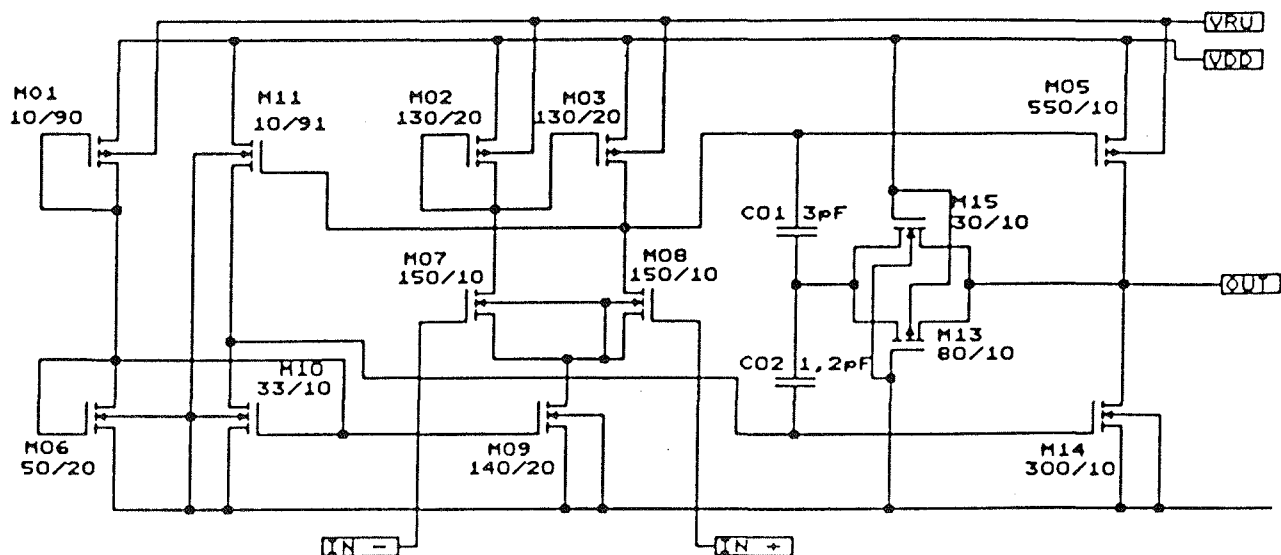 VRU
VDD
M01
10/90
M11
10/91
M02
130/20
M03
130/20
M05
550/10
C01 3pF
M15
30/10
M07
150/10
M08
150/10
OUT
M13
80/10
C02 1,2pF
M10
33/10
M06
50/20
M09
140/20
M14
300/10
IN -
IN +